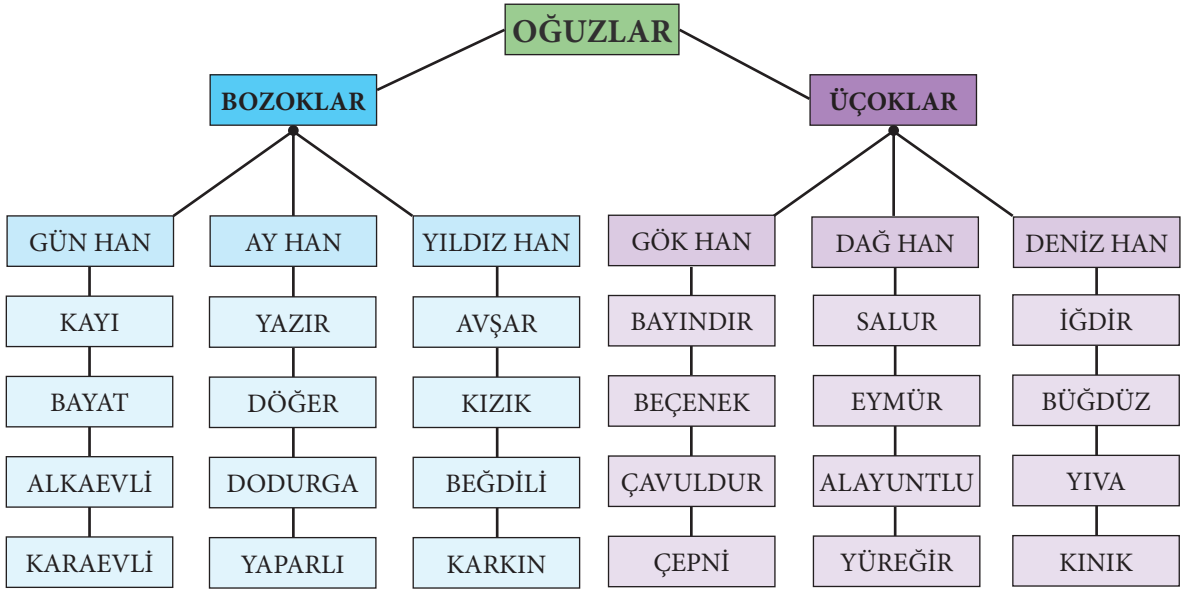 OĞUZLAR
BOZOKLAR
ÜÇOKLAR
GÜN HAN
AY HAN
YILDIZ HAN
GÖK HAN
DAĞ HAN
DENİZ HAN
KAYI
YAZIR
AVŞAR
BAYINDIR
SALUR
İĞDİR
BAYAT
DÖĞER
KIZIK
BEÇENEK
EYMÜR
BÜĞDÜZ
ALKAEVLİ
DODURGA
BEĞDİLİ
ÇAVULDUR
ALAYUNTLU
YIVA
KARAEVLİ
YAPARLI
KARKIN
ÇEPNİ
YÜREĞİR
KINIK